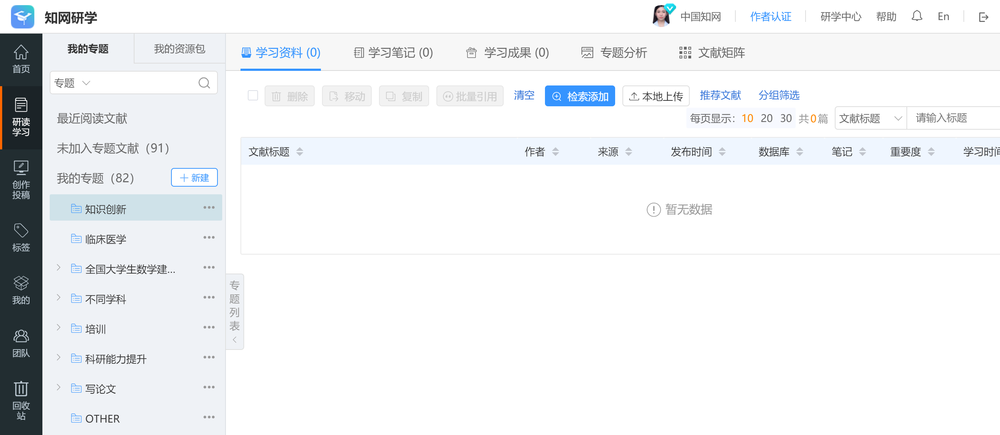 知网研学
中国知网
作者认证
研学中心
帮助
En
首页
研读
学习
创作
投稿
标签
我的
团队
回收
站
我的专题
我的资源包
专题
最近阅读文献
未加入专题文献（91）
我的专题（82）
新建
知识创新
临床医学
全国大学生数学建...
不同学科
培训
科研能力提升
写论文
OTHER
专
题
列
表
学习资料 (0)
学习笔记 (0)
学习成果 (0)
专题分析
文献矩阵
删除
移动
复制
批量引用
清空
检索添加
本地上传
推荐文献
分组筛选
每页显示： 10 20 30 共0篇
文献标题
请输入标题
文献标题
作者
来源
发布时间
数据库
笔记
重要度
学习时间
暂无数据